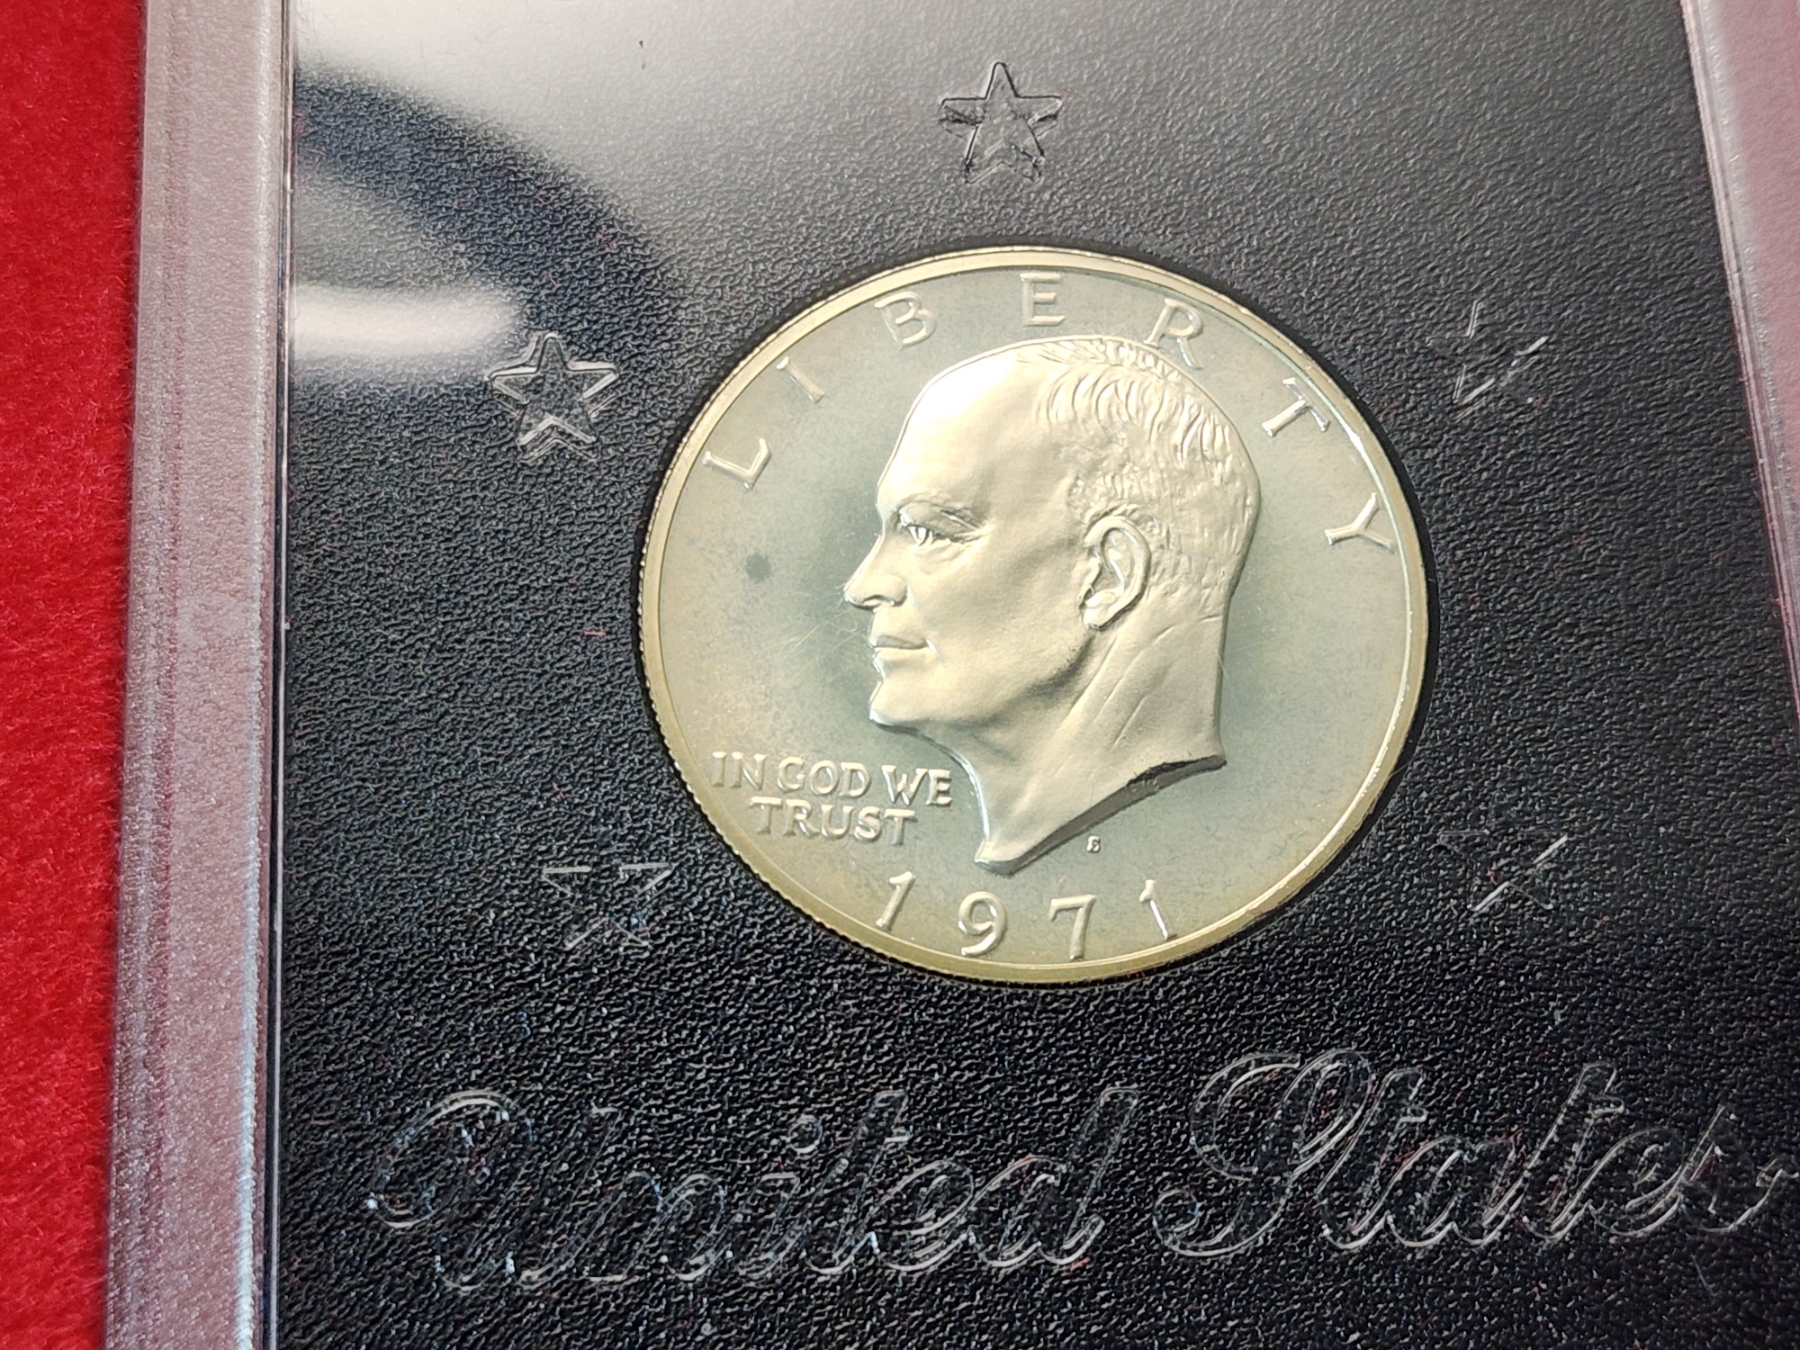 LIBERTY
IN GOD WE
TRUST
S
1971
United States